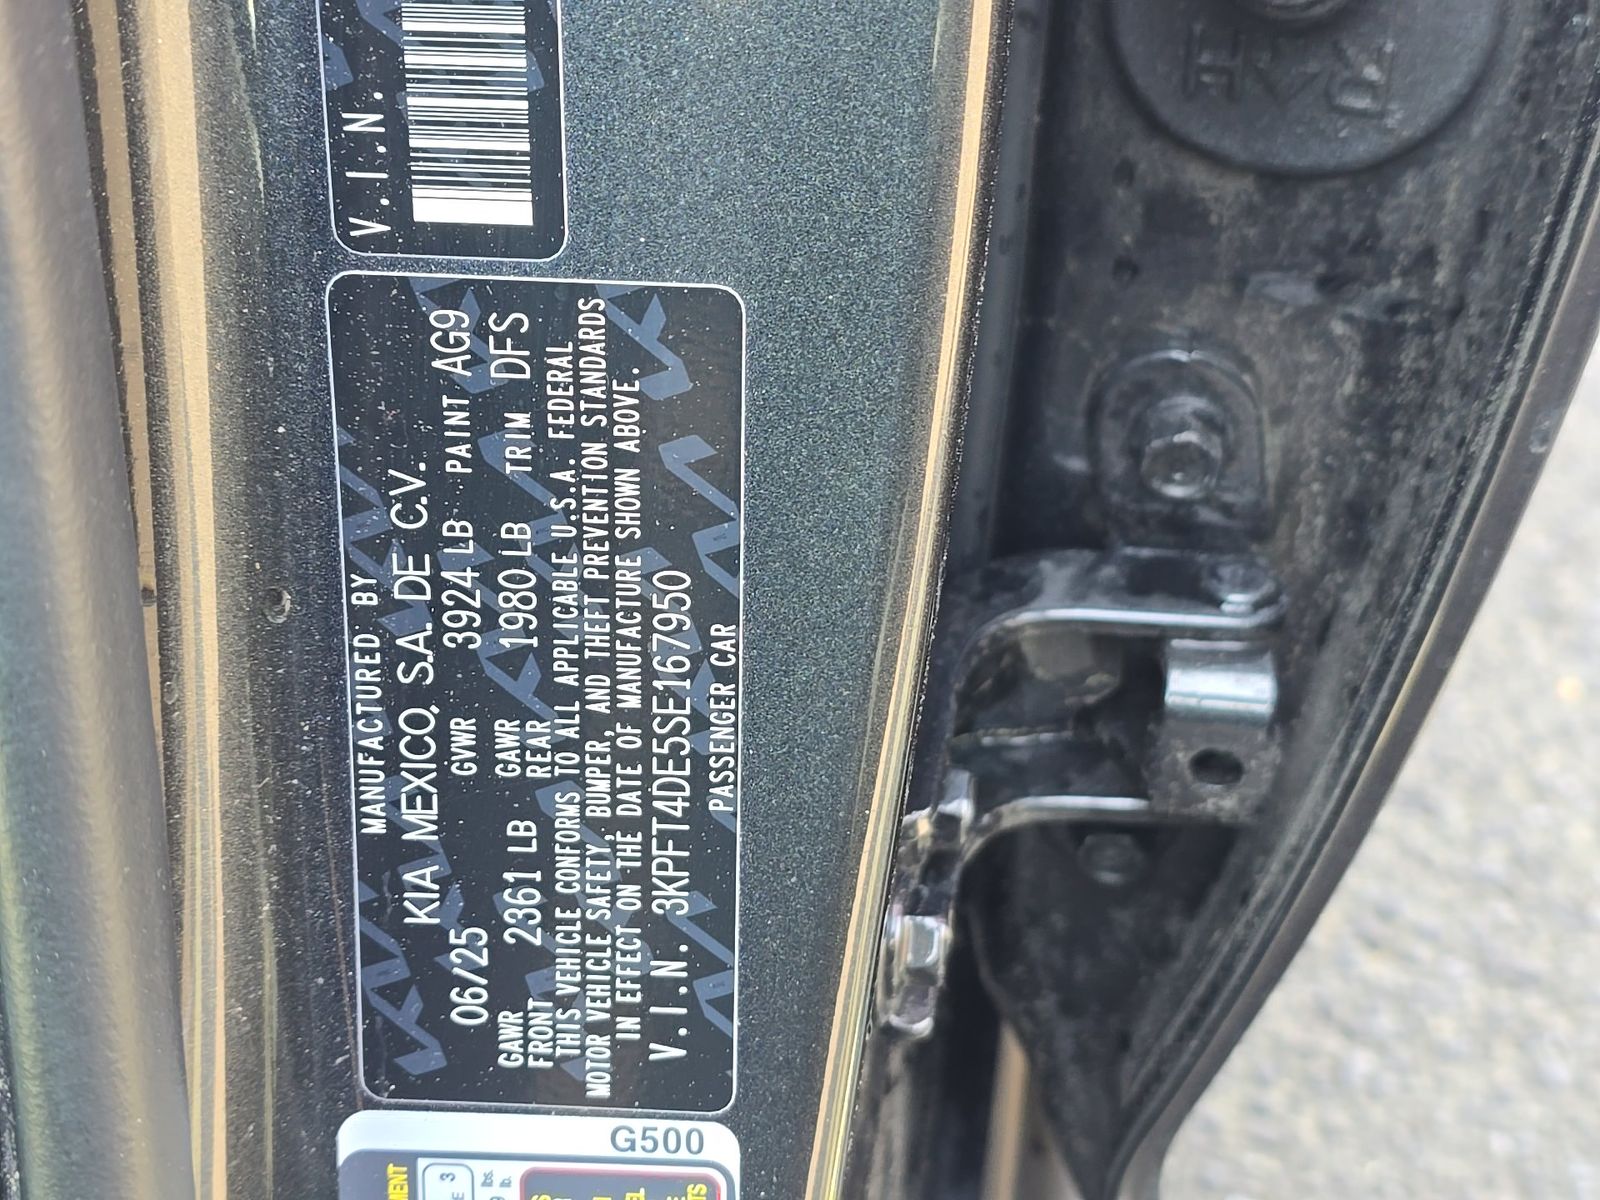 V.I.N.
MANUFACTURED BY
KIA MEXICO, S.A. DE C.V.
06/25 GVWR 3924 LB PAINT AG9
GAWR FRONT 2361 LB GAWR REAR 1980 LB TRIM DFS
THIS VEHICLE CONFORMS TO ALL APPLICABLE U.S.A. FEDERAL
MOTOR VEHICLE SAFETY, BUMPER, AND THEFT PREVENTION STANDARDS
IN EFFECT ON THE DATE OF MANUFACTURE SHOWN ABOVE.
V.I.N. 3KPFT4DE5SE167950
PASSENGER CAR
G500